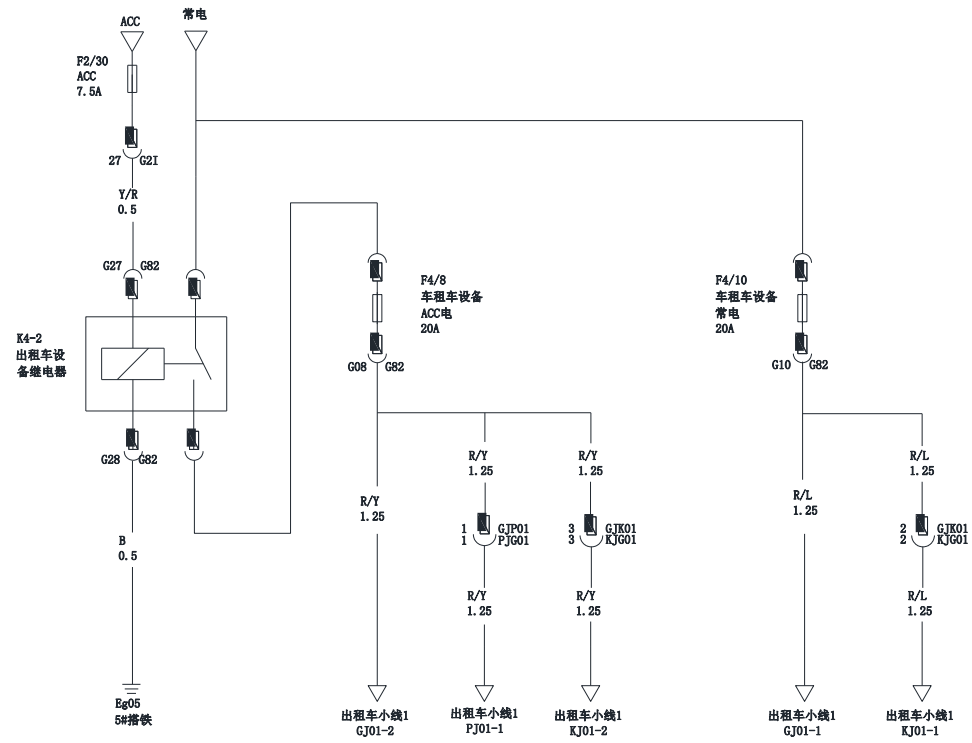 ACC
常电
F2/30
ACC
7.5A
27 G2I
Y/R
0.5
G27 G82
K4-2
出租车设
备继电器
G28 G82
B
0.5
Eg05
5#搭铁
F4/8
车租车设备
ACC电
20A
G08 G82
R/Y
1.25
R/Y
1.25
1 GJP01
1 PJG01
R/Y
1.25
R/Y
1.25
3 GJK01
3 KJG01
R/Y
1.25
F4/10
车租车设备
常电
20A
G10 G82
R/L
1.25
R/L
1.25
2 GJK01
2 KJG01
R/L
1.25
出租车小线1
GJ01-2
出租车小线1
PJ01-1
出租车小线1
KJ01-2
出租车小线1
GJ01-1
出租车小线1
KJ01-1